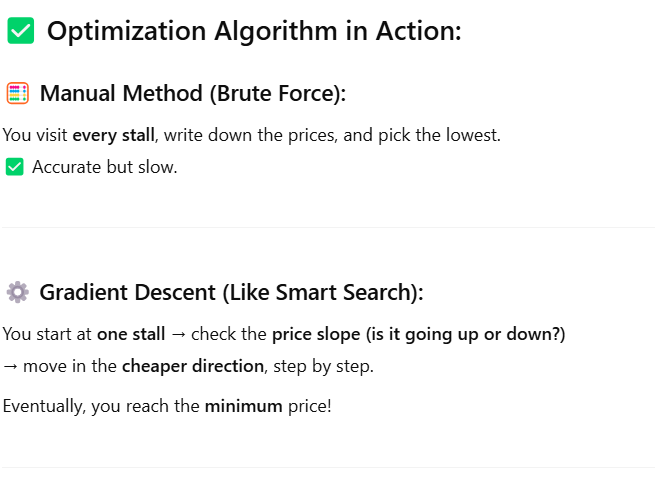 ✅ Optimization Algorithm in Action:
🧮 Manual Method (Brute Force):
You visit every stall, write down the prices, and pick the lowest.
✅ Accurate but slow.
⚙️ Gradient Descent (Like Smart Search):
You start at one stall → check the price slope (is it going up or down?)
→ move in the cheaper direction, step by step.
Eventually, you reach the minimum price!